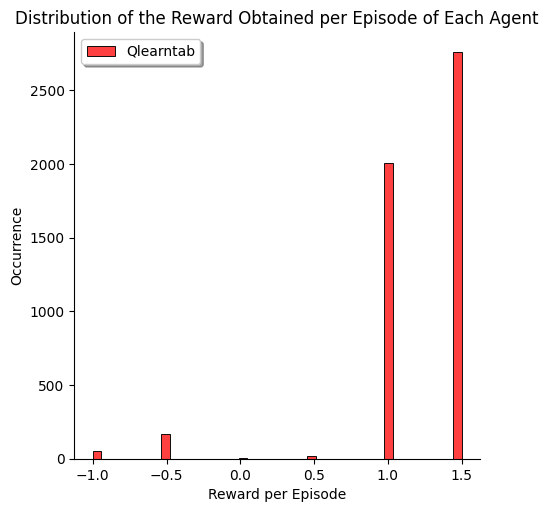 Distribution of the Reward Obtained per Episode of Each Agent
Qlearntab
2500
2000
1500
1000
500
0
Occurrence
−1.0 −0.5 0.0 0.5 1.0 1.5
Reward per Episode